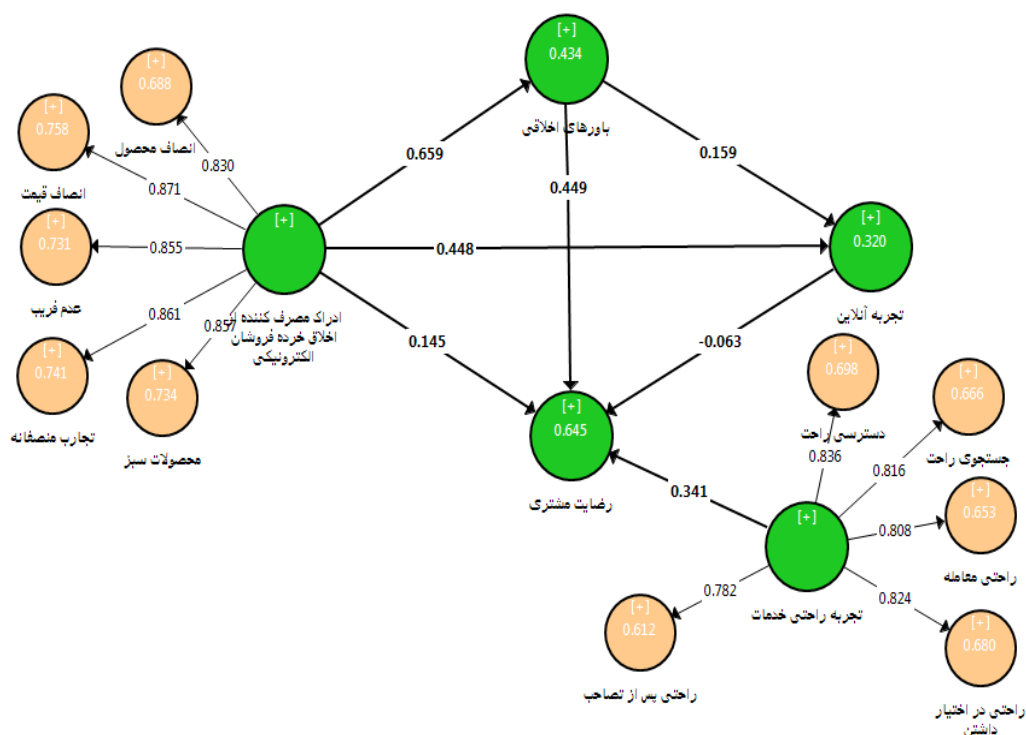 [+]
0.434
باورهای اخلاقی
[+]
0.688
انصاف محصول
[+]
0.758
انصاف قیمت
[+]
0.731
عدم فریب
[+]
0.741
تجارب منصفانه
[+]
0.734
محصولات سبز
0.830
0.871
0.855
0.861
0.857
[+]
ادراک مصرف کننده از
اخلاق خرده فروشان
الکترونیکی
0.659
0.159
0.449
0.448
0.145
-0.063
[+]
0.320
تجربه آنلاین
[+]
0.645
رضایت مشتری
0.341
[+]
0.698
دسترسی راحت
0.836
[+]
0.666
جستجوی راحت
0.816
[+]
0.653
راحتی معامله
0.808
[+]
تجربه راحتی خدمات
0.824
[+]
0.680
راحتی در اختیار
داشتن
0.782
[+]
0.612
راحتی پس از تصاحب